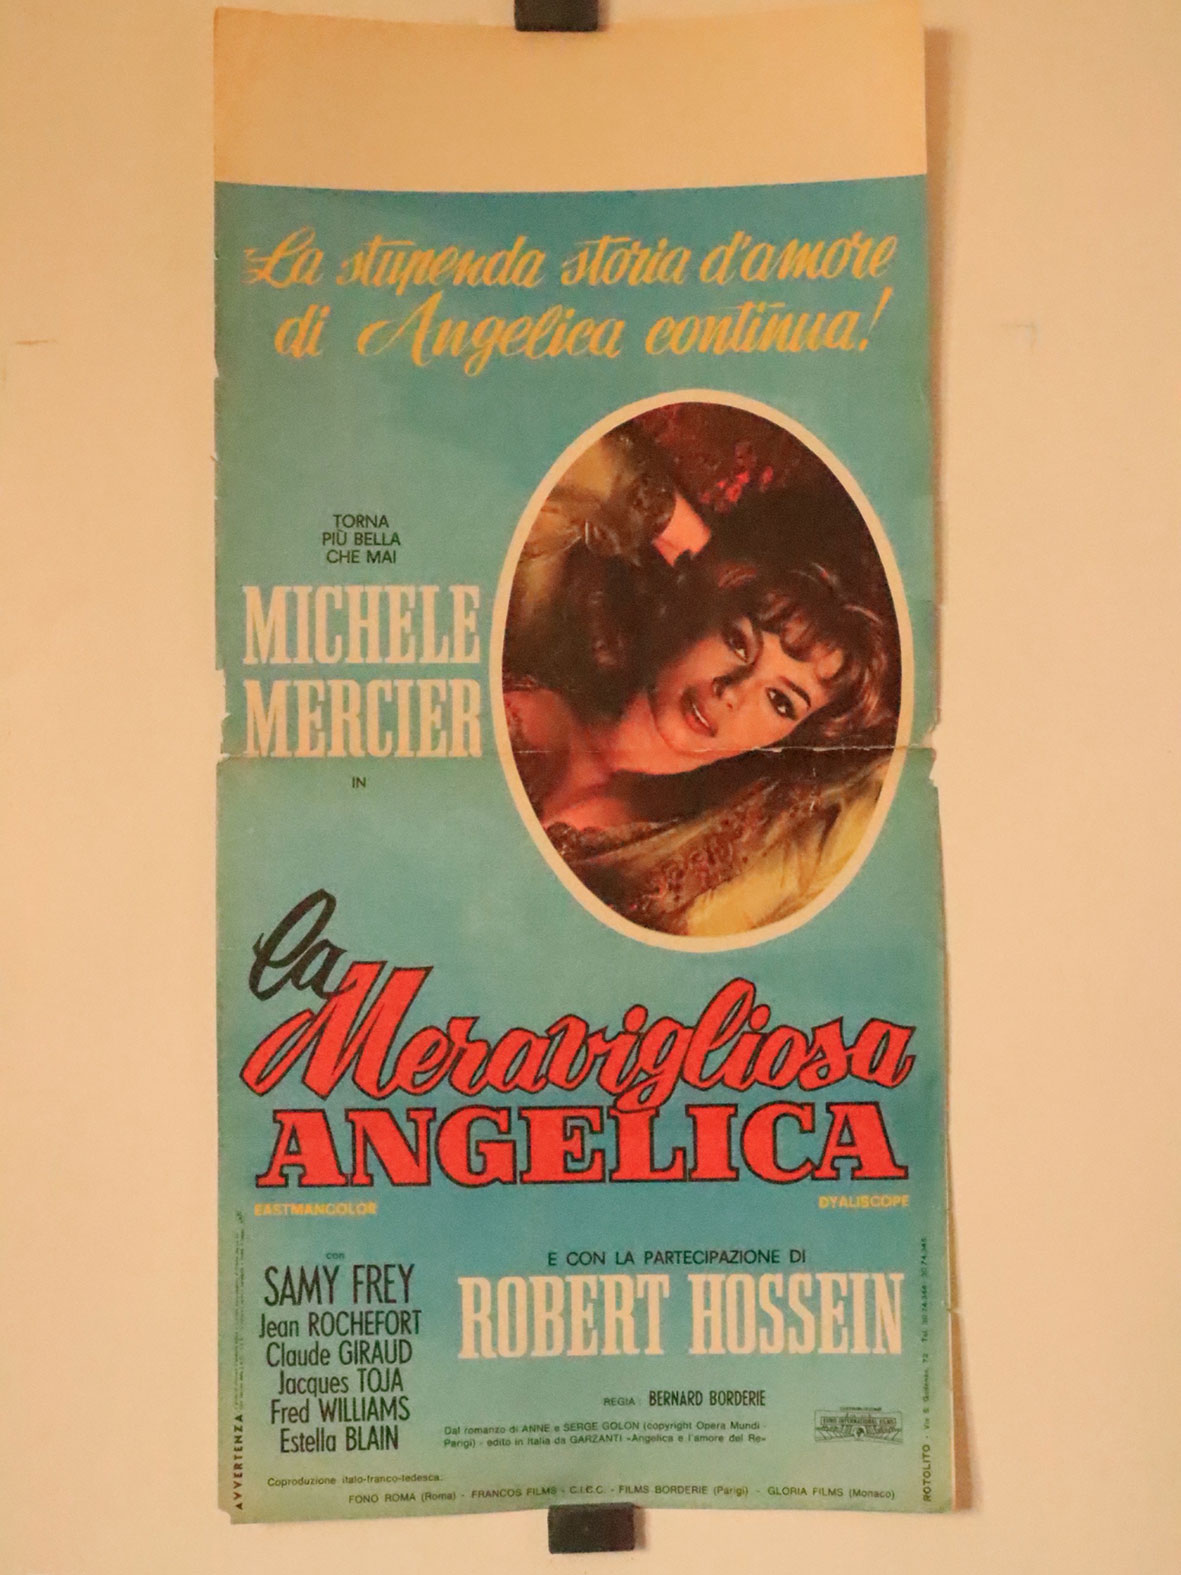 La stupenda storia d'amore
di Angelica continua!
TORNA
PIÙ BELLA
CHE MAI
MICHELE
MERCIER
IN
la
Meravigliosa
ANGELICA
EASTMANCOLOR
DYALISCOPE
con
SAMY FREY
Jean ROCHEFORT
Claude GIRAUD
Jacques TOJA
Fred WILLIAMS
Estella BLAIN
E CON LA PARTECIPAZIONE DI
ROBERT HOSSEIN
REGIA: BERNARD BORDERIE
Dal romanzo di ANNE e SERGE GOLON (copyright Opera Mundi -
Parigi) - edito in Italia da GARZANTI «Angelica e l'amore del Re»
Coproduzione italo-franco-tedesca:
FONO ROMA (Roma) - FRANCOS FILMS - C.I.C.C. - FILMS BORDERIE (Parigi) - GLORIA FILMS (Monaco)
AVVERTENZA
ROTOLITO